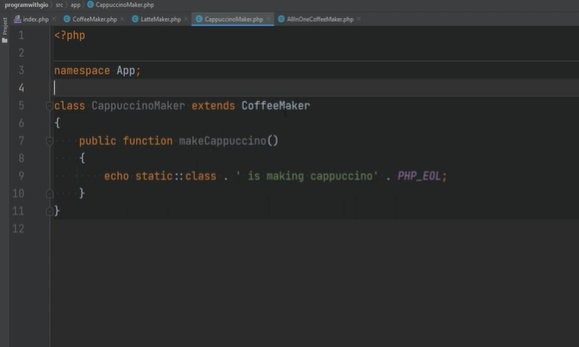 programwithgio src app CappuccinoMaker.php
Project
index.php CoffeeMaker.php LatteMaker.php CappuccinoMaker.php AllInOneCoffeeMaker.php
1 <?php
2
3 namespace App;
4
5 class CappuccinoMaker extends CoffeeMaker
6 {
7 public function makeCappuccino()
8 {
9 echo static::class . ' is making cappuccino' . PHP_EOL;
10 }
11 }
12